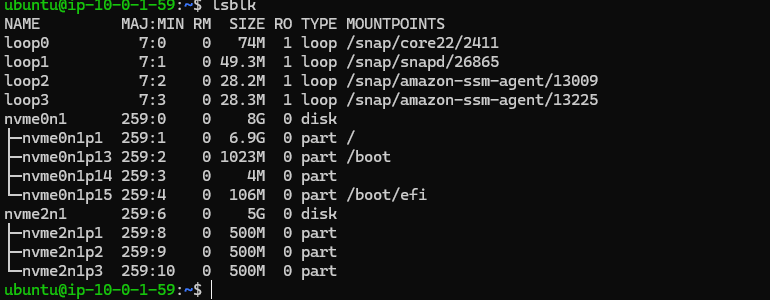 ubuntu@ip-10-0-1-59:~$ lsblk
NAME         MAJ:MIN RM  SIZE RO TYPE MOUNTPOINTS
loop0          7:0    0   74M  1 loop /snap/core22/2411
loop1          7:1    0 49.3M  1 loop /snap/snapd/26865
loop2          7:2    0 28.2M  1 loop /snap/amazon-ssm-agent/13009
loop3          7:3    0 28.3M  1 loop /snap/amazon-ssm-agent/13225
nvme0n1      259:0    0    8G  0 disk
├─nvme0n1p1  259:1    0  6.9G  0 part /
├─nvme0n1p13 259:2    0 1023M  0 part /boot
├─nvme0n1p14 259:3    0    4M  0 part
└─nvme0n1p15 259:4    0  106M  0 part /boot/efi
nvme2n1      259:6    0    5G  0 disk
├─nvme2n1p1  259:8    0  500M  0 part
├─nvme2n1p2  259:9    0  500M  0 part
└─nvme2n1p3  259:10   0  500M  0 part
ubuntu@ip-10-0-1-59:~$